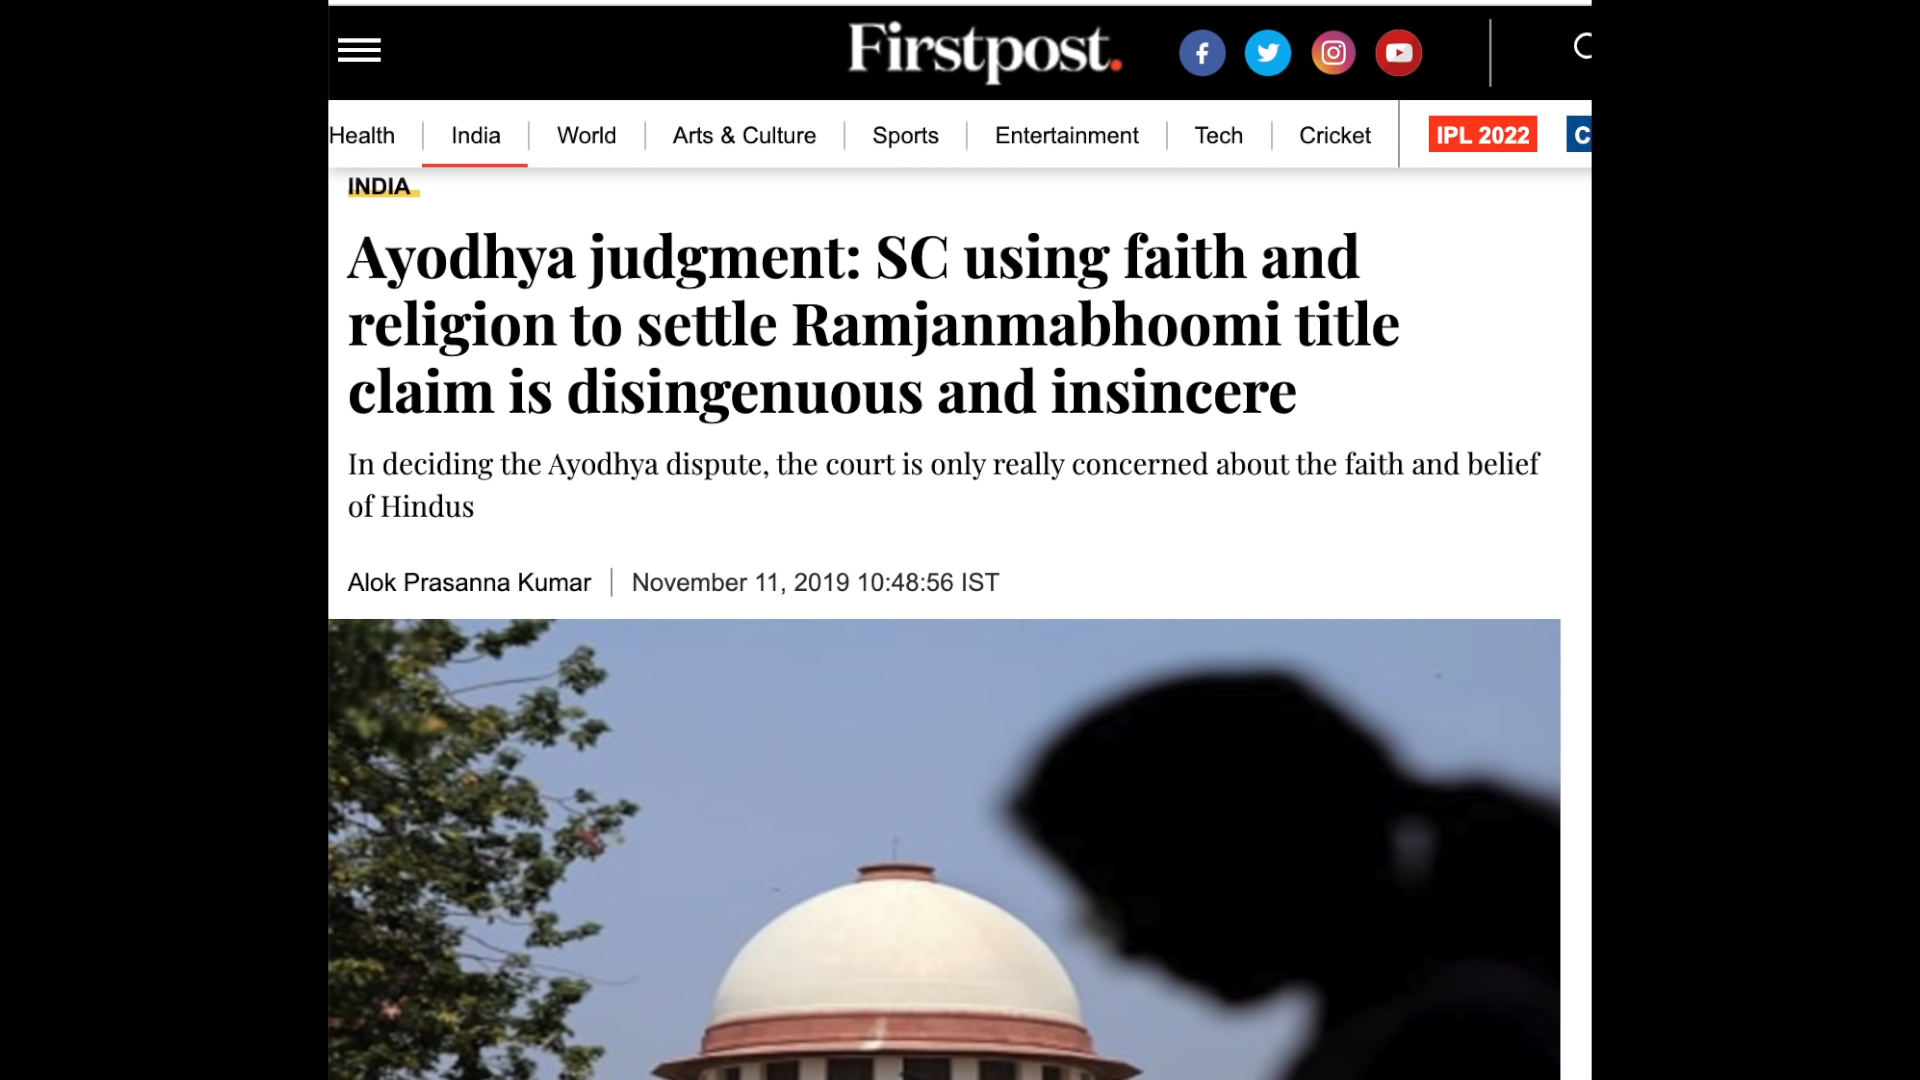 Firstpost.
Health India World Arts & Culture Sports Entertainment Tech Cricket IPL 2022 C
INDIA
Ayodhya judgment: SC using faith and
religion to settle Ramjanmabhoomi title
claim is disingenuous and insincere
In deciding the Ayodhya dispute, the court is only really concerned about the faith and belief
of Hindus
Alok Prasanna Kumar November 11, 2019 10:48:56 IST